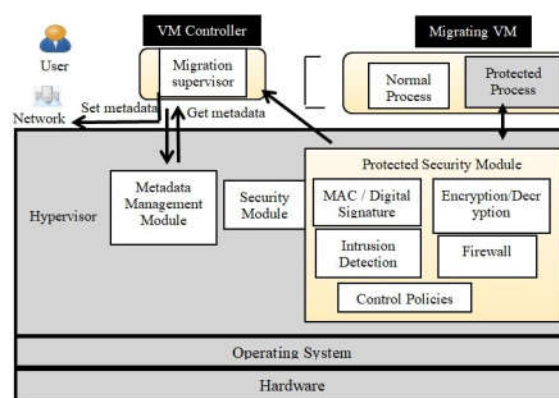 VM Controller
Migrating VM
User
Migration
supervisor
Normal
Process
Protected
Process
Network
Set metadata
Get metadata
Hypervisor
Metadata
Management
Module
Security
Module
Protected Security Module
MAC / Digital
Signature
Encryption/Decr
yption
Intrusion
Detection
Firewall
Control Policies
Operating System
Hardware